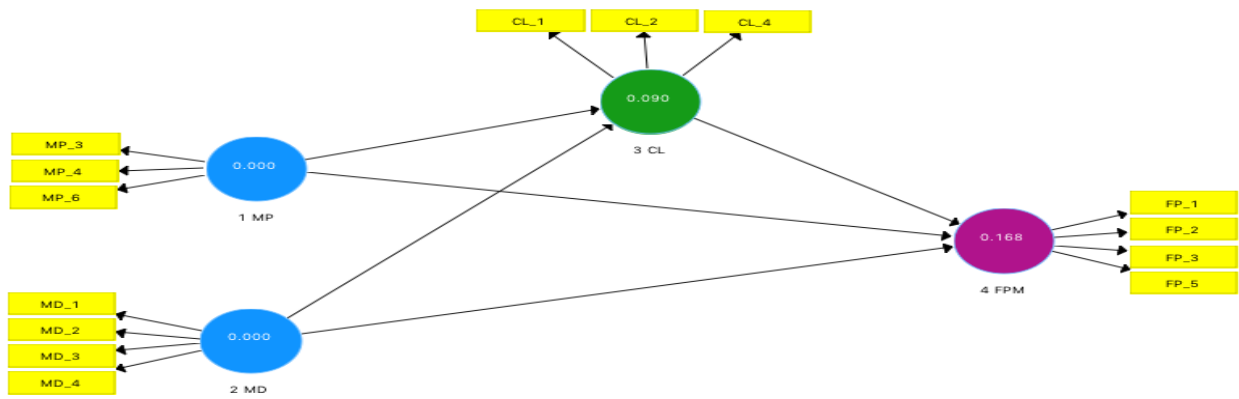 CL_1
CL_2
CL_4
0.090
3 CL
MP_3
MP_4
MP_6
0.000
1 MP
FP_1
FP_2
FP_3
FP_5
0.168
4 FPM
MD_1
MD_2
MD_3
MD_4
0.000
2 MD